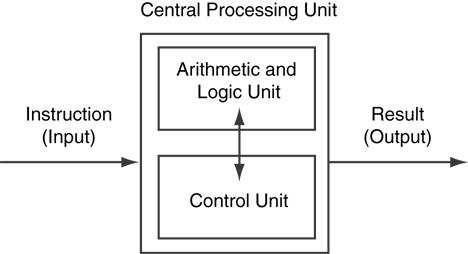 Central Processing Unit
Arithmetic and
Logic Unit
Instruction
(Input)
Result
(Output)
Control Unit